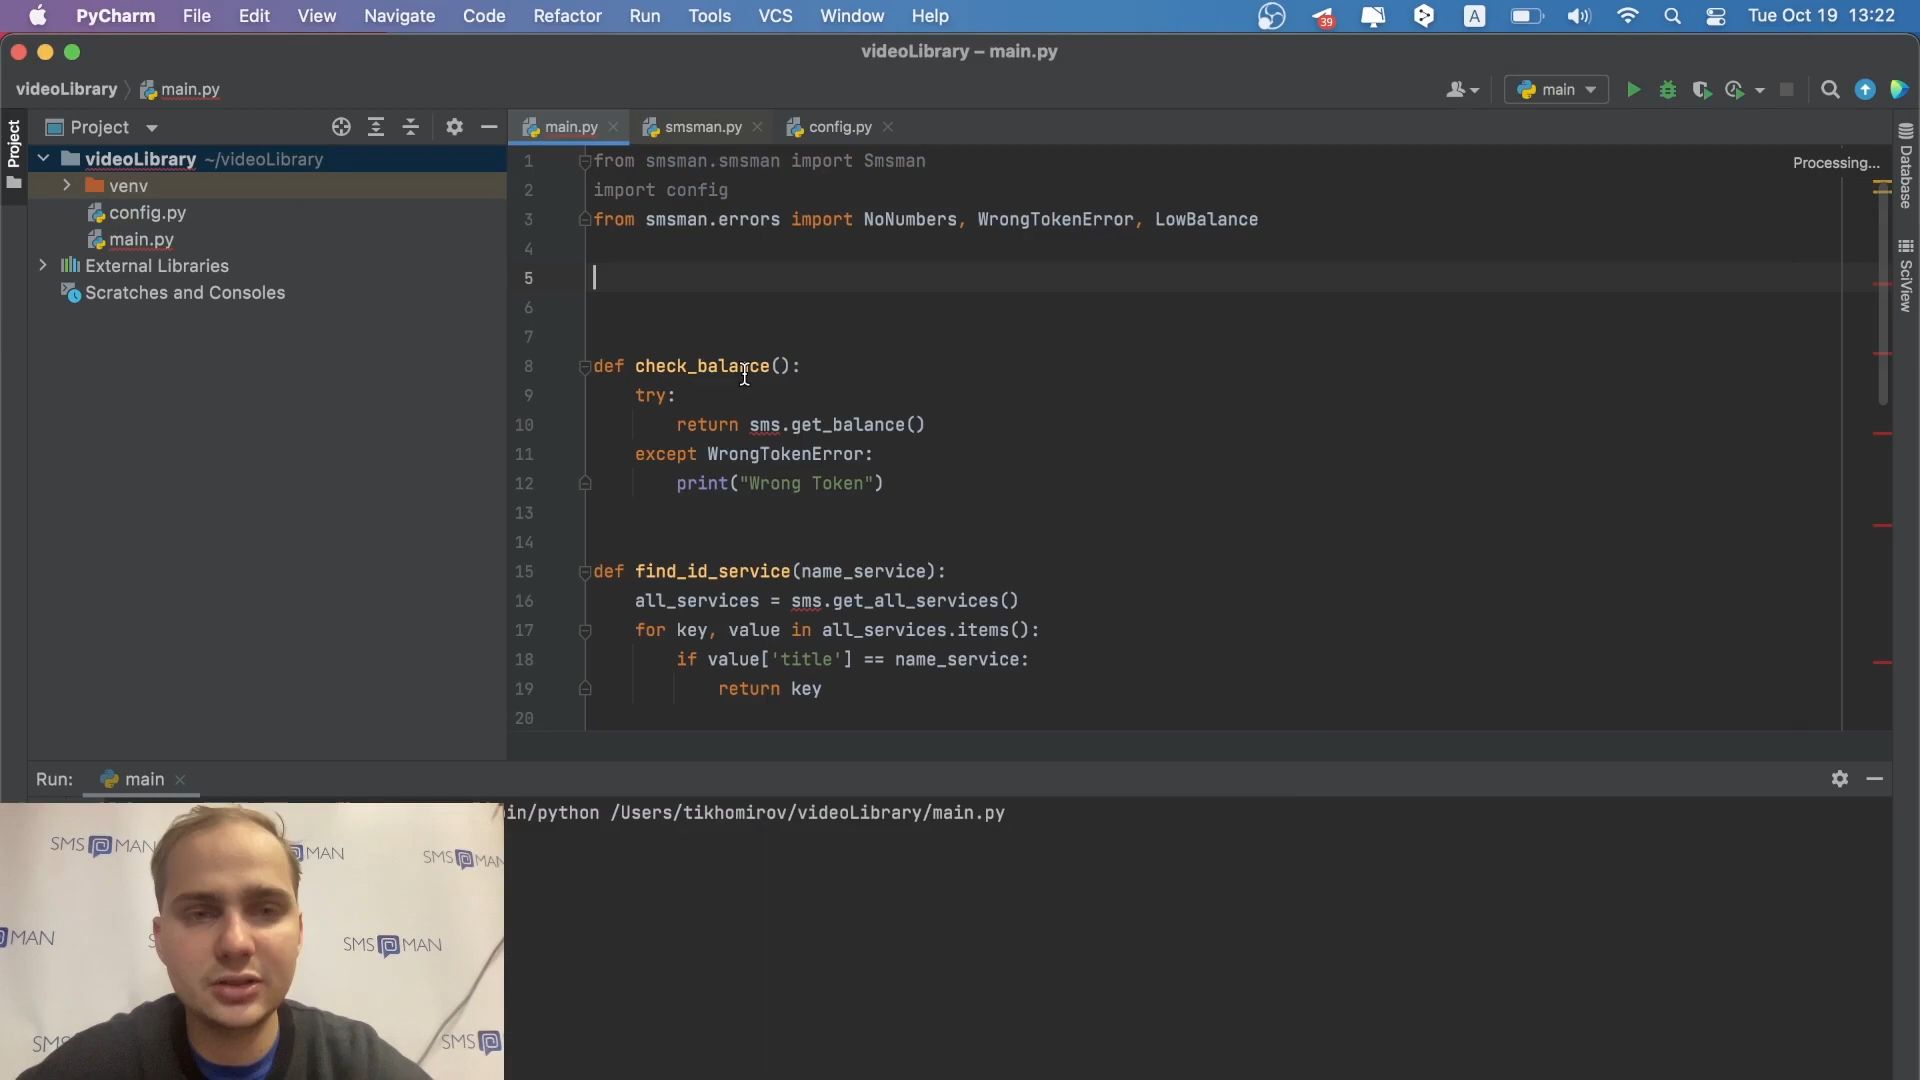 PyCharm File Edit View Navigate Code Refactor Run Tools VCS Window Help 39 A Tue Oct 19 13:22
videoLibrary – main.py
videoLibrary main.py main
Project main.py smsman.py config.py
Project
videoLibrary ~/videoLibrary
venv
config.py
main.py
External Libraries
Scratches and Consoles
1 from smsman.smsman import Smsman
2 import config
3 from smsman.errors import NoNumbers, WrongTokenError, LowBalance
4
5
6
7
8 def check_balance():
9 try:
10 return sms.get_balance()
11 except WrongTokenError:
12 print("Wrong Token")
13
14
15 def find_id_service(name_service):
16 all_services = sms.get_all_services()
17 for key, value in all_services.items():
18 if value['title'] == name_service:
19 return key
20
Processing...
Database
SciView
Run: main
in/python /Users/tikhomirov/videoLibrary/main.py
SMS MAN
MAN
SMS MAN
MAN
SMS MAN
SMS
SMS